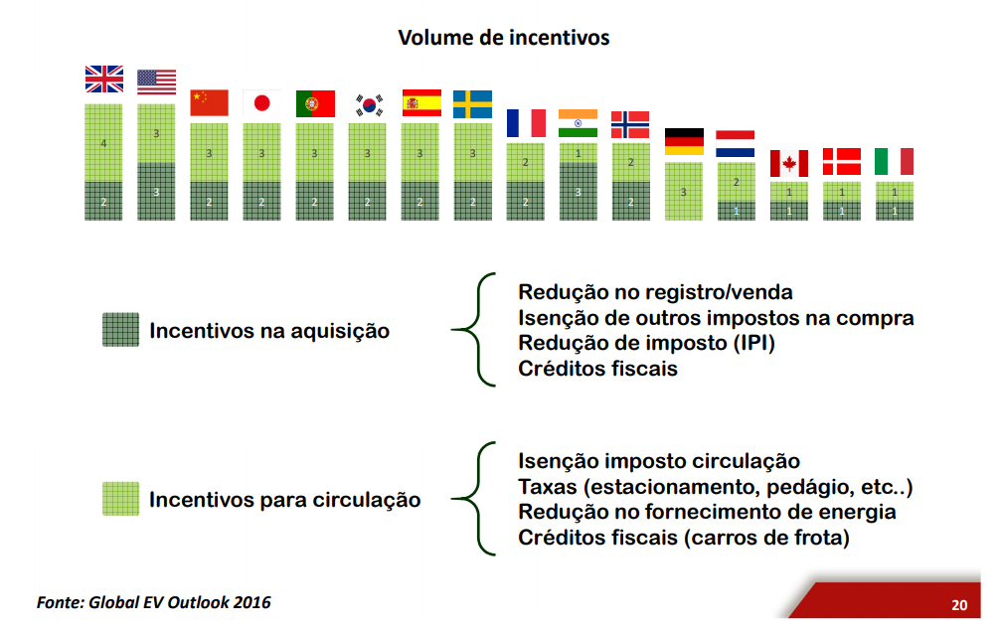 Volume de incentivos
4 3 3 3 3 3 3 3 2 1 2 3 2 1 1 1
2 3 2 2 2 2 2 2 2 3 2 1 1 1 1
Incentivos na aquisição
Redução no registro/venda
Isenção de outros impostos na compra
Redução de imposto (IPI)
Créditos fiscais
Incentivos para circulação
Isenção imposto circulação
Taxas (estacionamento, pedágio, etc..)
Redução no fornecimento de energia
Créditos fiscais (carros de frota)
Fonte: Global EV Outlook 2016
20